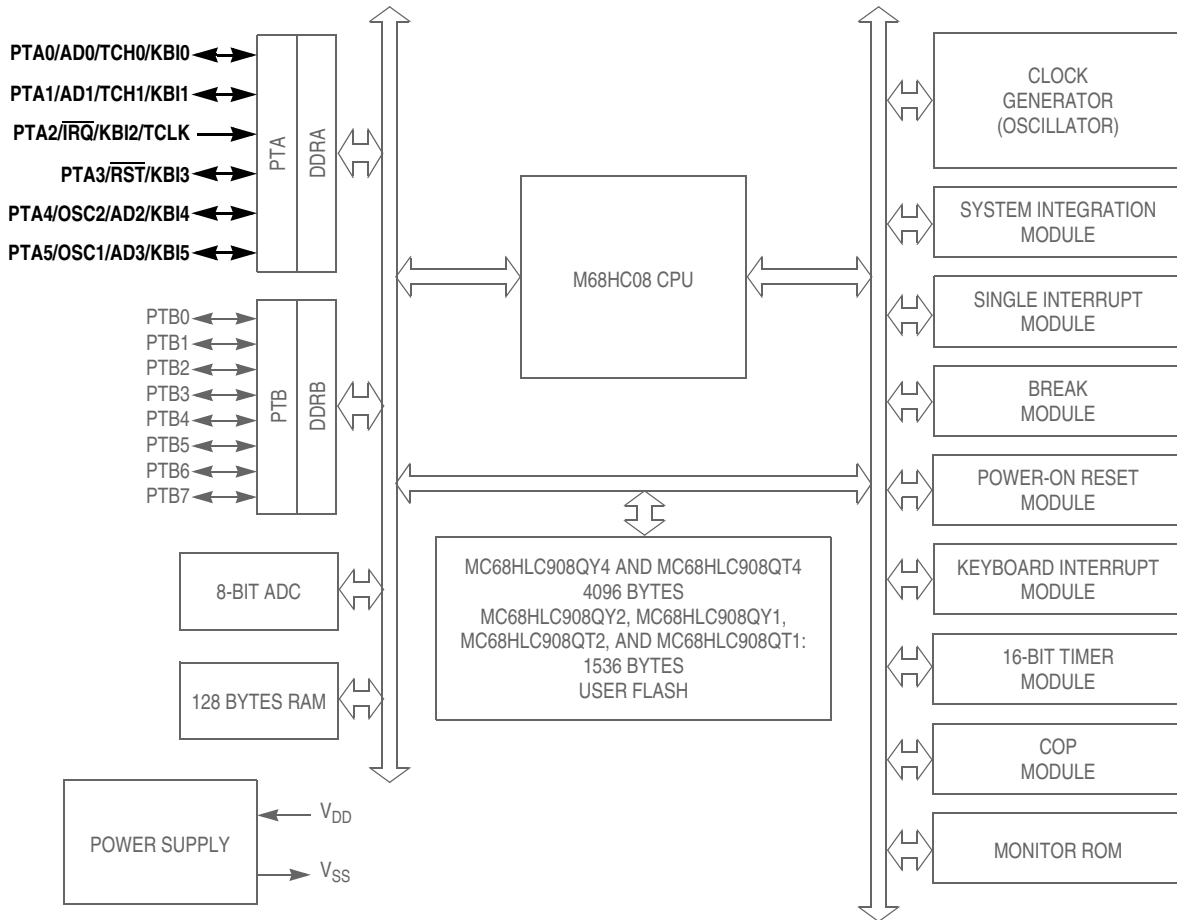 PTA0/AD0/TCH0/KBI0
PTA1/AD1/TCH1/KBI1
PTA2/IRQ/KBI2/TCLK
PTA3/RST/KBI3
PTA4/OSC2/AD2/KBI4
PTA5/OSC1/AD3/KBI5
PTA
DDRA
PTB0
PTB1
PTB2
PTB3
PTB4
PTB5
PTB6
PTB7
PTB
DDRB
8-BIT ADC
128 BYTES RAM
POWER SUPPLY
VDD
VSS
M68HC08 CPU
MC68HLC908QY4 AND MC68HLC908QT4
4096 BYTES
MC68HLC908QY2, MC68HLC908QY1,
MC68HLC908QT2, AND MC68HLC908QT1:
1536 BYTES
USER FLASH
CLOCK
GENERATOR
(OSCILLATOR)
SYSTEM INTEGRATION
MODULE
SINGLE INTERRUPT
MODULE
BREAK
MODULE
POWER-ON RESET
MODULE
KEYBOARD INTERRUPT
MODULE
16-BIT TIMER
MODULE
COP
MODULE
MONITOR ROM